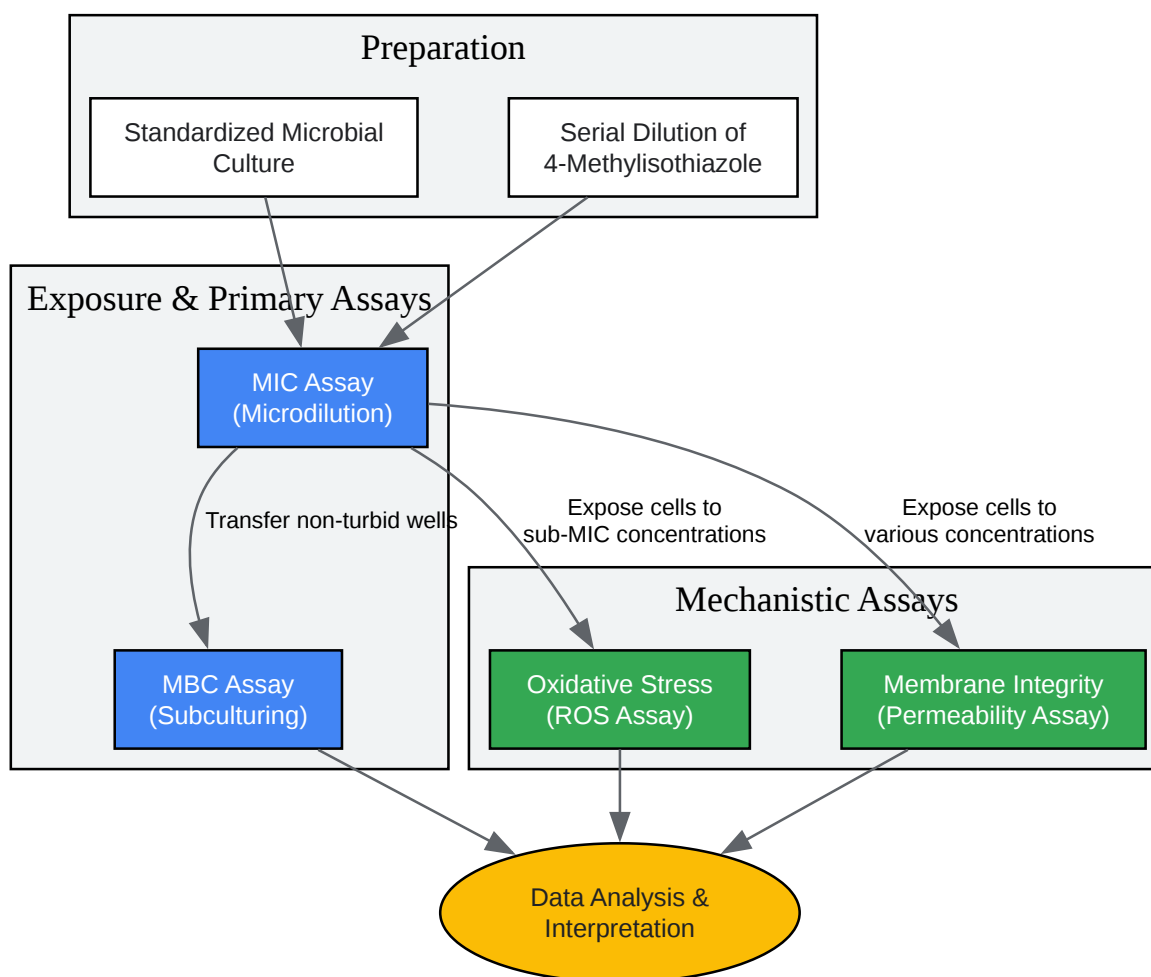 Preparation
Standardized Microbial
Culture
Serial Dilution of
4-Methylisothiazole
Exposure & Primary Assays
MIC Assay
(Microdilution)
Transfer non-turbid wells
Expose cells to
sub-MIC concentrations
Expose cells to
various concentrations
Mechanistic Assays
MBC Assay
(Subculturing)
Oxidative Stress
(ROS Assay)
Membrane Integrity
(Permeability Assay)
Data Analysis &
Interpretation